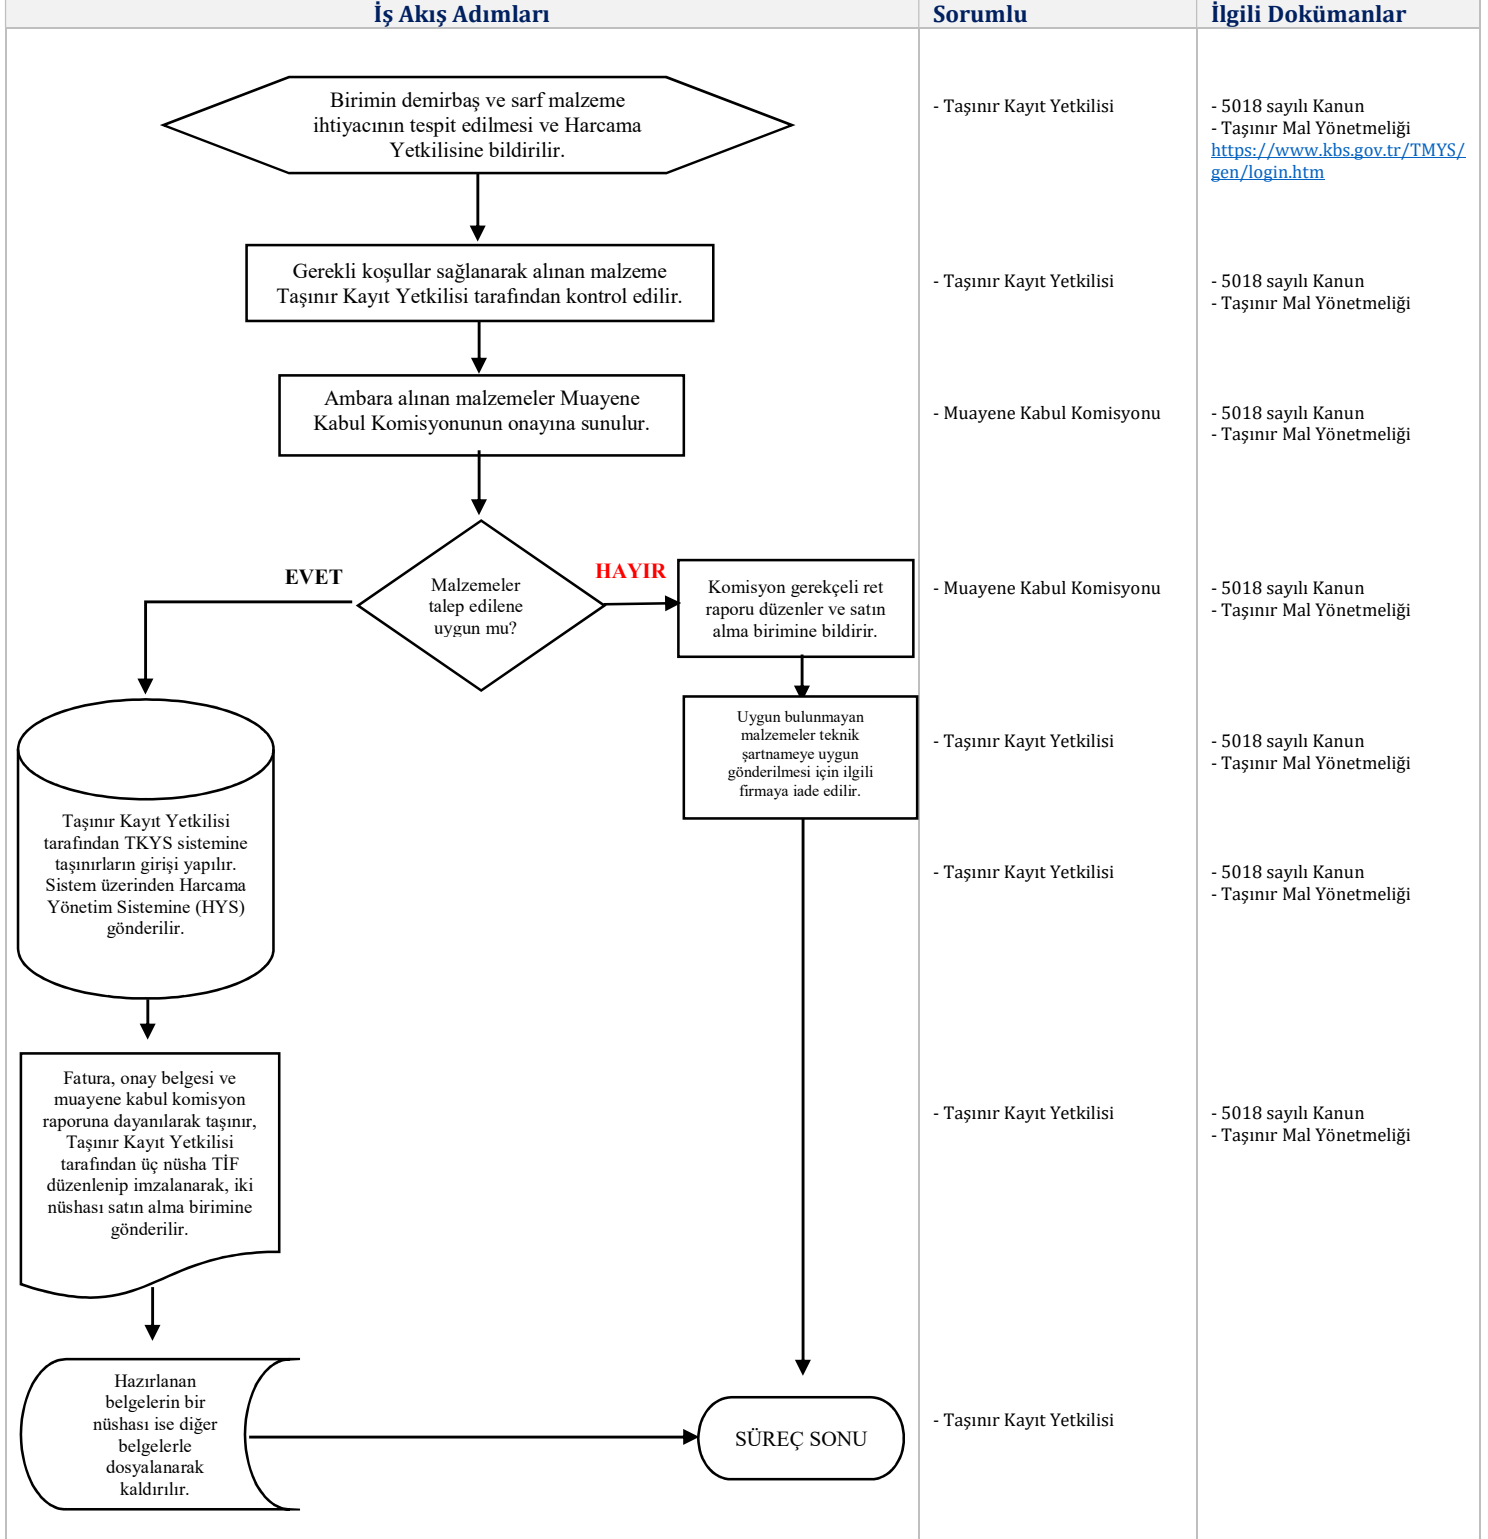 İş Akış Adımları
Sorumlu
İlgili Dokümanlar
Birimin demirbaş ve sarf malzeme
ihtiyacının tespit edilmesi ve Harcama
Yetkilisine bildirilir.
- Taşınır Kayıt Yetkilisi
- 5018 sayılı Kanun
- Taşınır Mal Yönetmeliği
https://www.kbs.gov.tr/TMYS/
gen/login.htm
Gerekli koşullar sağlanarak alınan malzeme
Taşınır Kayıt Yetkilisi tarafından kontrol edilir.
- Taşınır Kayıt Yetkilisi
- 5018 sayılı Kanun
- Taşınır Mal Yönetmeliği
Ambara alınan malzemeler Muayene
Kabul Komisyonunun onayına sunulur.
- Muayene Kabul Komisyonu
- 5018 sayılı Kanun
- Taşınır Mal Yönetmeliği
EVET
Malzemeler
talep edilene
uygun mu?
HAYIR
Komisyon gerekçeli ret
raporu düzenler ve satın
alma birimine bildirir.
- Muayene Kabul Komisyonu
- 5018 sayılı Kanun
- Taşınır Mal Yönetmeliği
Uygun bulunmayan
malzemeler teknik
şartnameye uygun
gönderilmesi için ilgili
firmaya iade edilir.
- Taşınır Kayıt Yetkilisi
- 5018 sayılı Kanun
- Taşınır Mal Yönetmeliği
Taşınır Kayıt Yetkilisi
tarafından TKYS sistemine
taşınırların girişi yapılır.
Sistem üzerinden Harcama
Yönetim Sistemine (HYS)
gönderilir.
- Taşınır Kayıt Yetkilisi
- 5018 sayılı Kanun
- Taşınır Mal Yönetmeliği
Fatura, onay belgesi ve
muayene kabul komisyon
raporuna dayanılarak taşınır,
Taşınır Kayıt Yetkilisi
tarafından üç nüsha TİF
düzenlenip imzalanarak, iki
nüshası satın alma birimine
gönderilir.
- Taşınır Kayıt Yetkilisi
- 5018 sayılı Kanun
- Taşınır Mal Yönetmeliği
Hazırlanan
belgelerin bir
nüshası ise diğer
belgelerle
dosyalanarak
kaldırılır.
SÜREÇ SONU
- Taşınır Kayıt Yetkilisi